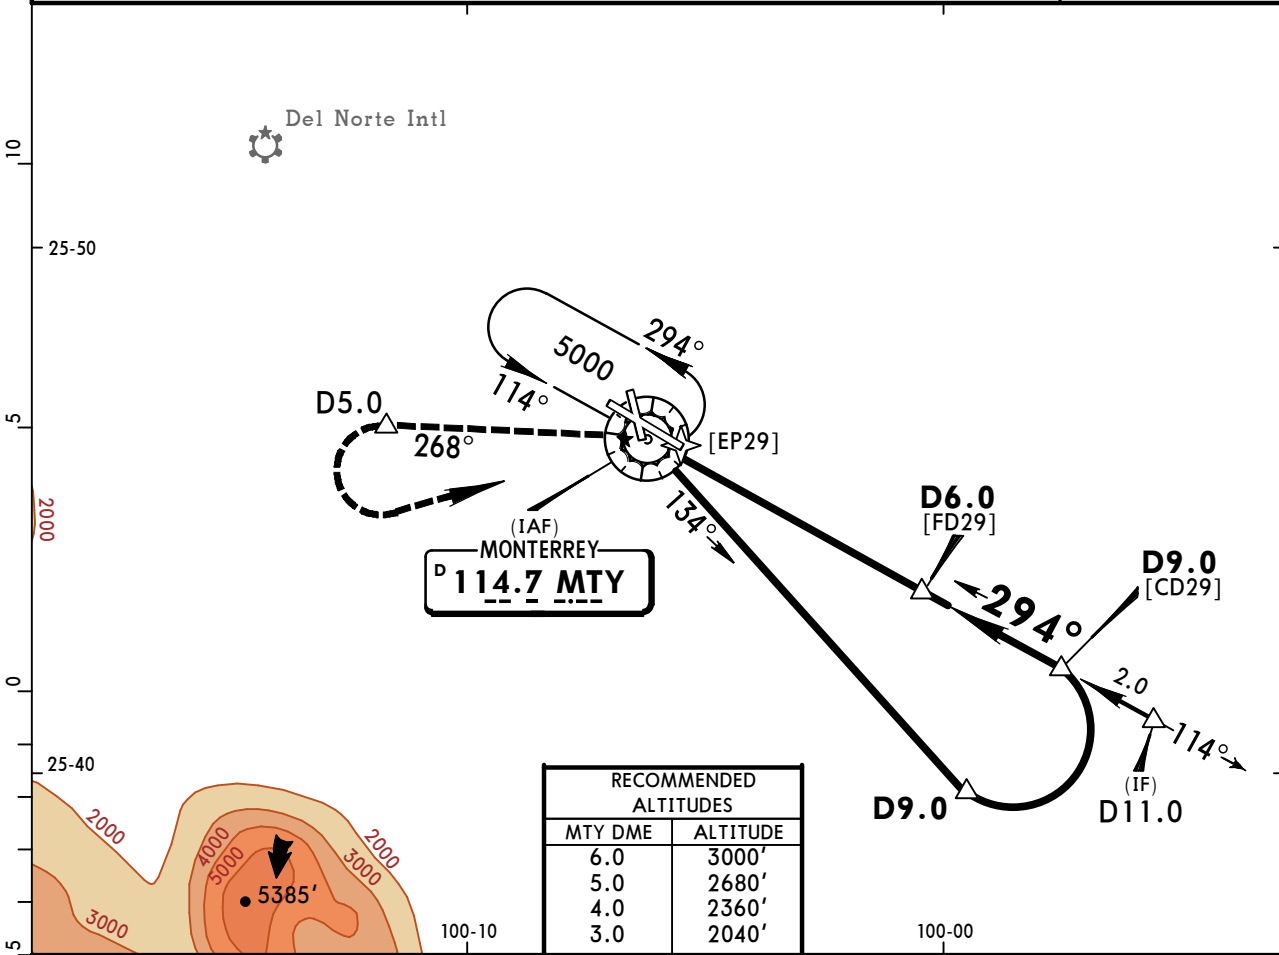 Del Norte Intl
10
25-50
294°
5000
114°
D5.0
268°
5
[EP29]
2000
134°
(IAF)
MONTERREY
D 114.7 MTY
D6.0
[FD29]
D9.0
[CD29]
294°
2.0
114°
(IF)
D11.0
0
25-40
D9.0
2000
4000
5000
2000
3000
5385'
3000
RECOMMENDED
ALTITUDES
MTY DME ALTITUDE
6.0 3000'
5.0 2680'
4.0 2360'
3.0 2040'
100-10
100-00
5